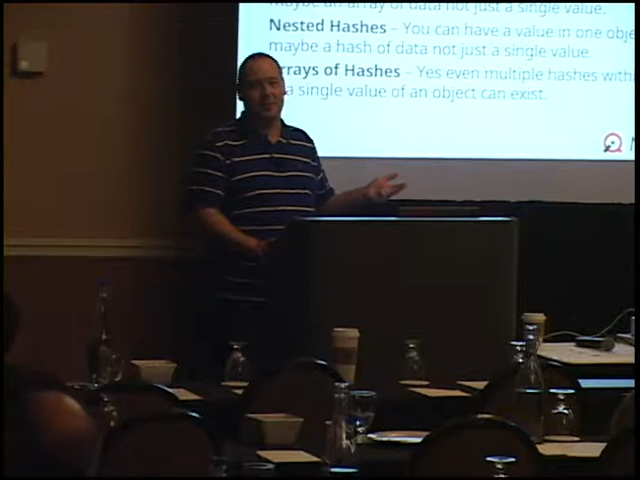 maybe an array of data not just a single value.
Nested Hashes – You can have a value in one obje
maybe a hash of data not just a single value.
rrays of Hashes – Yes even multiple hashes with
a single value of an object can exist.